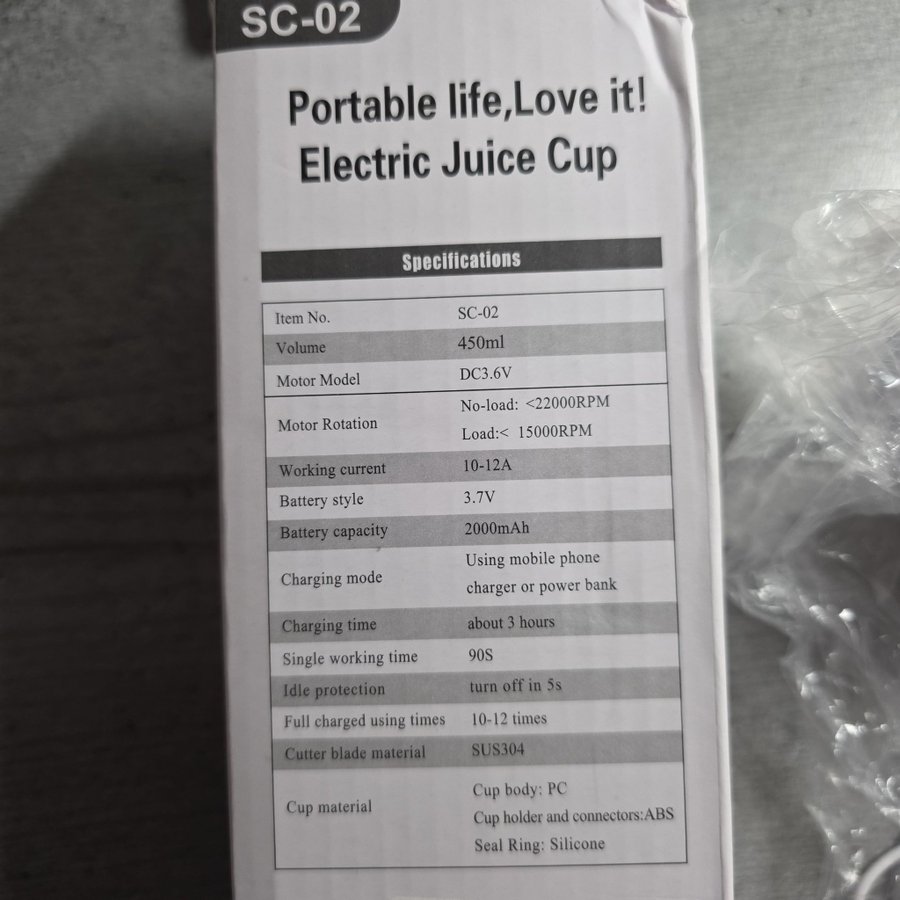 SC-02
Portable life,Love it!
Electric Juice Cup
Specifications
Item No. SC-02
Volume 450ml
Motor Model DC3.6V
Motor Rotation No-load: <22000RPM
Load:< 15000RPM
Working current 10-12A
Battery style 3.7V
Battery capacity 2000mAh
Charging mode Using mobile phone
charger or power bank
Charging time about 3 hours
Single working time 90S
Idle protection turn off in 5s
Full charged using times 10-12 times
Cutter blade material SUS304
Cup material Cup body: PC
Cup holder and connectors:ABS
Seal Ring: Silicone